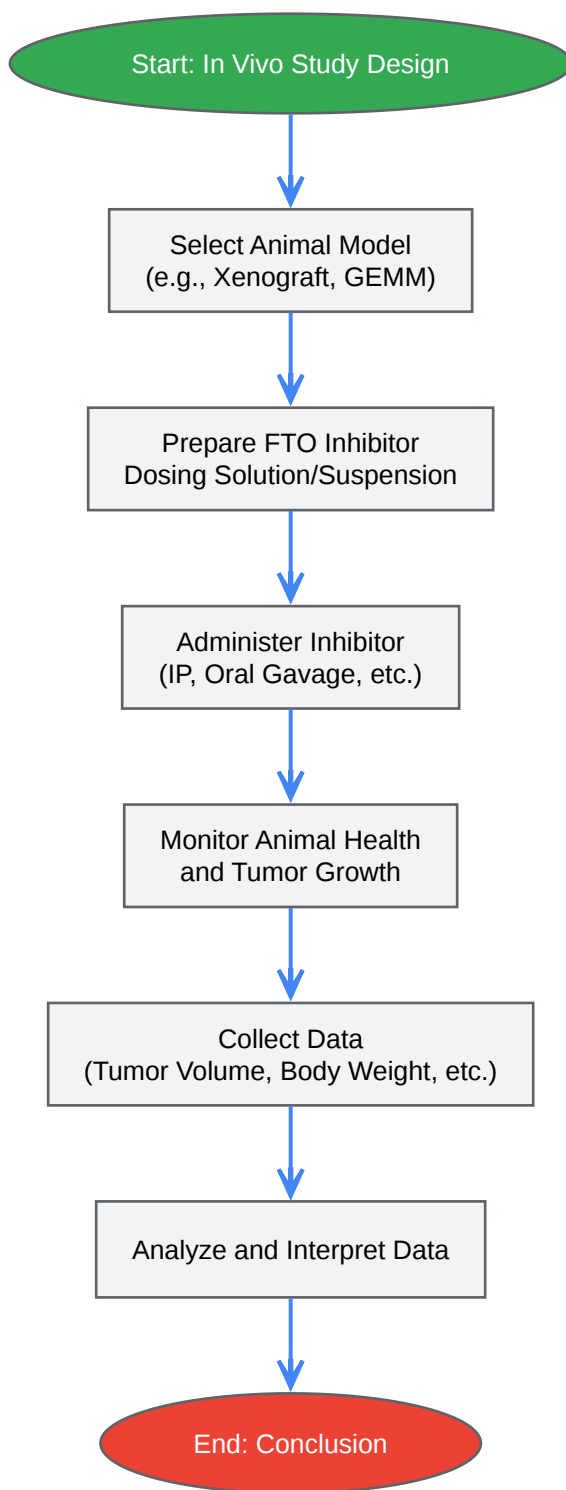 Start: In Vivo Study Design
Select Animal Model
(e.g., Xenograft, GEMM)
Prepare FTO Inhibitor
Dosing Solution/Suspension
Administer Inhibitor
(IP, Oral Gavage, etc.)
Monitor Animal Health
and Tumor Growth
Collect Data
(Tumor Volume, Body Weight, etc.)
Analyze and Interpret Data
End: Conclusion